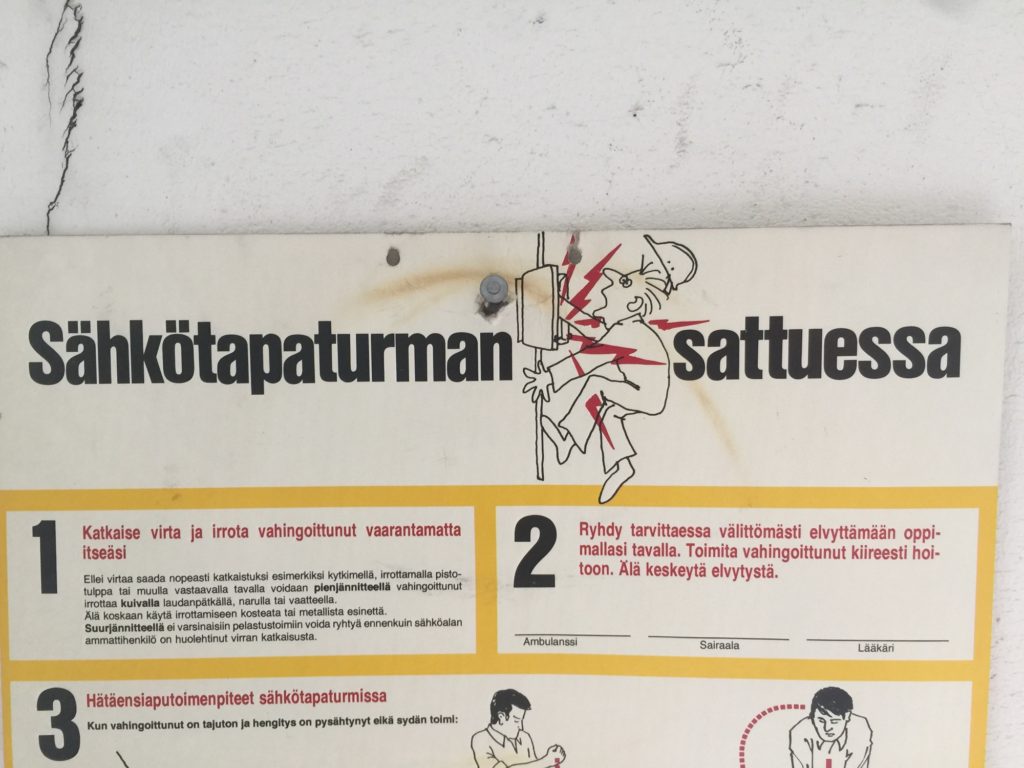 Sähkötapaturman sattuessa
1
Katkaise virta ja irrota vahingoittunut vaarantamatta
itseäsi
Ellei virtaa saada nopeasti katkaistuksi esimerkiksi kytkimellä, irrottamalla pisto-
tulppa tai muulla vastaavalla tavalla voidaan pienjännitteellä vahingoittunut
irrottaa kuivalla laudanpätkällä, narulla tai vaatteella.
Älä koskaan käytä irrottamiseen kosteata tai metallista esinettä.
Suurjännitteellä ei varsinaisiin pelastustoimiin voida ryhtyä ennenkuin sähköalan
ammattihenkilö on huolehtinut virran katkaisusta.
2
Ryhdy tarvittaessa välittömästi elvyttämään oppi-
mallasi tavalla. Toimita vahingoittunut kiireesti hoi-
toon. Älä keskeytä elvytystä.
Ambulanssi Sairaala Lääkäri
3
Hätäensiaputoimenpiteet sähkötapaturmissa
Kun vahingoittunut on tajuton ja hengitys on pysähtynyt eikä sydän toimi: